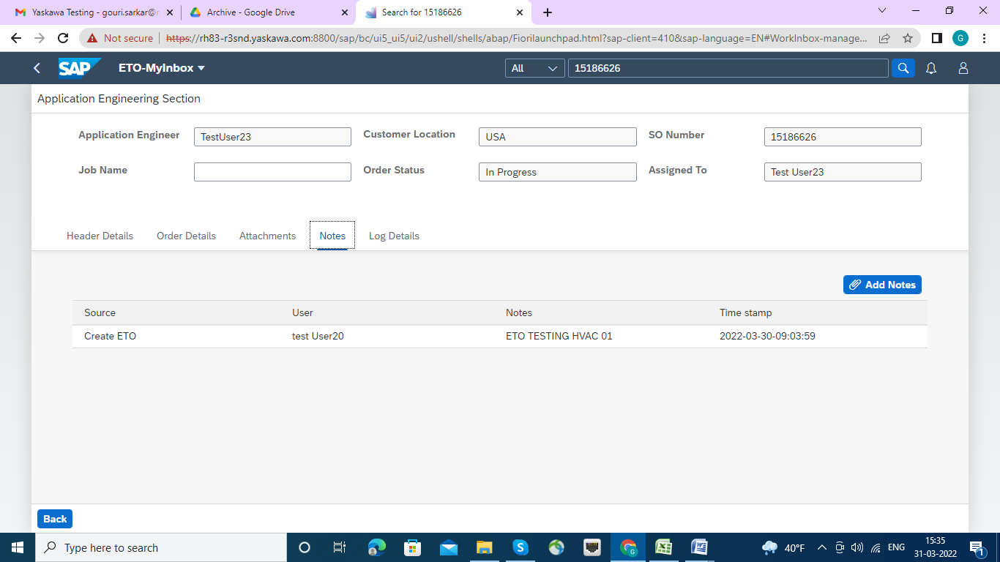 Yaskawa Testing - gouri.sarkar@
Archive - Google Drive
Search for 15186626
Not secure
https://rh83-r3snd.yaskawa.com:8800/sap/bc/ui5_ui5/ui2/ushell/shells/abap/Fiorilaunchpad.html?sap-client=410&sap-language=EN#WorkInbox-manage...
G
SAP
ETO-MyInbox
All
15186626
Application Engineering Section
Application Engineer
TestUser23
Customer Location
USA
SO Number
15186626
Job Name
Order Status
In Progress
Assigned To
Test User23
Header Details
Order Details
Attachments
Notes
Log Details
Add Notes
Source
User
Notes
Time stamp
Create ETO
test User20
ETO TESTING HVAC 01
2022-03-30-09:03:59
Back
Type here to search
40°F
ENG
15:35
31-03-2022
1